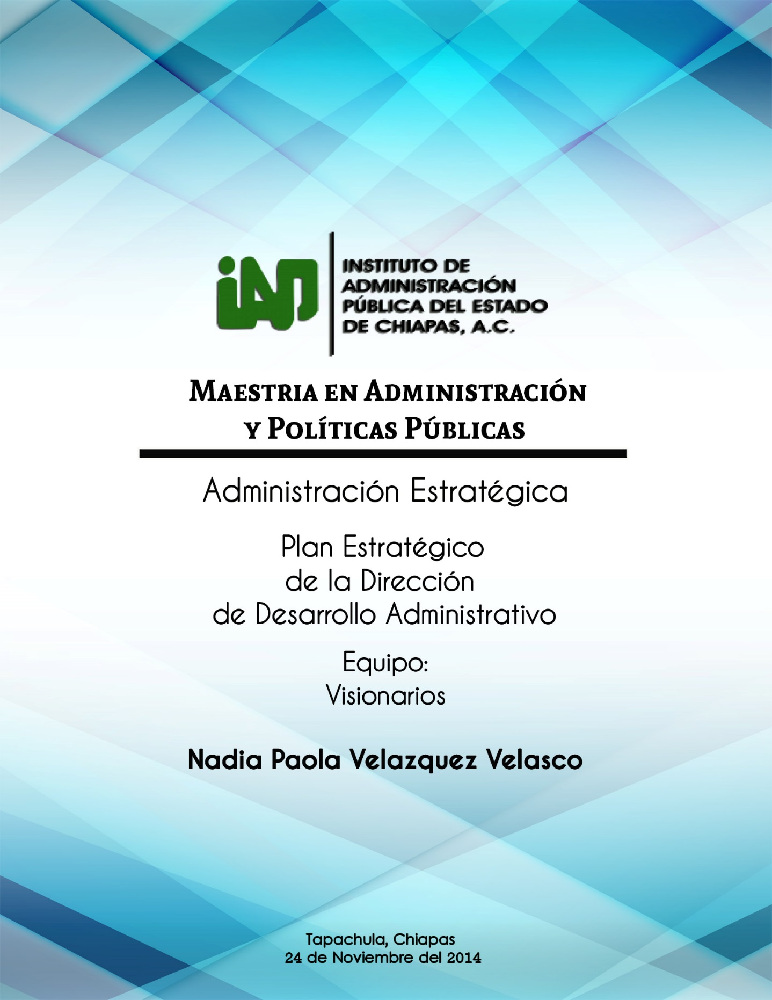 iAP
INSTITUTO DE
ADMINISTRACIÓN
PÚBLICA DEL ESTADO
DE CHIAPAS, A.C.
MAESTRIA EN ADMINISTRACIÓN
Y POLÍTICAS PÚBLICAS
Administración Estratégica
Plan Estratégico
de la Dirección
de Desarrollo Administrativo
Equipo:
Visionarios
Nadia Paola Velazquez Velasco
Tapachula, Chiapas
24 de Noviembre del 2014